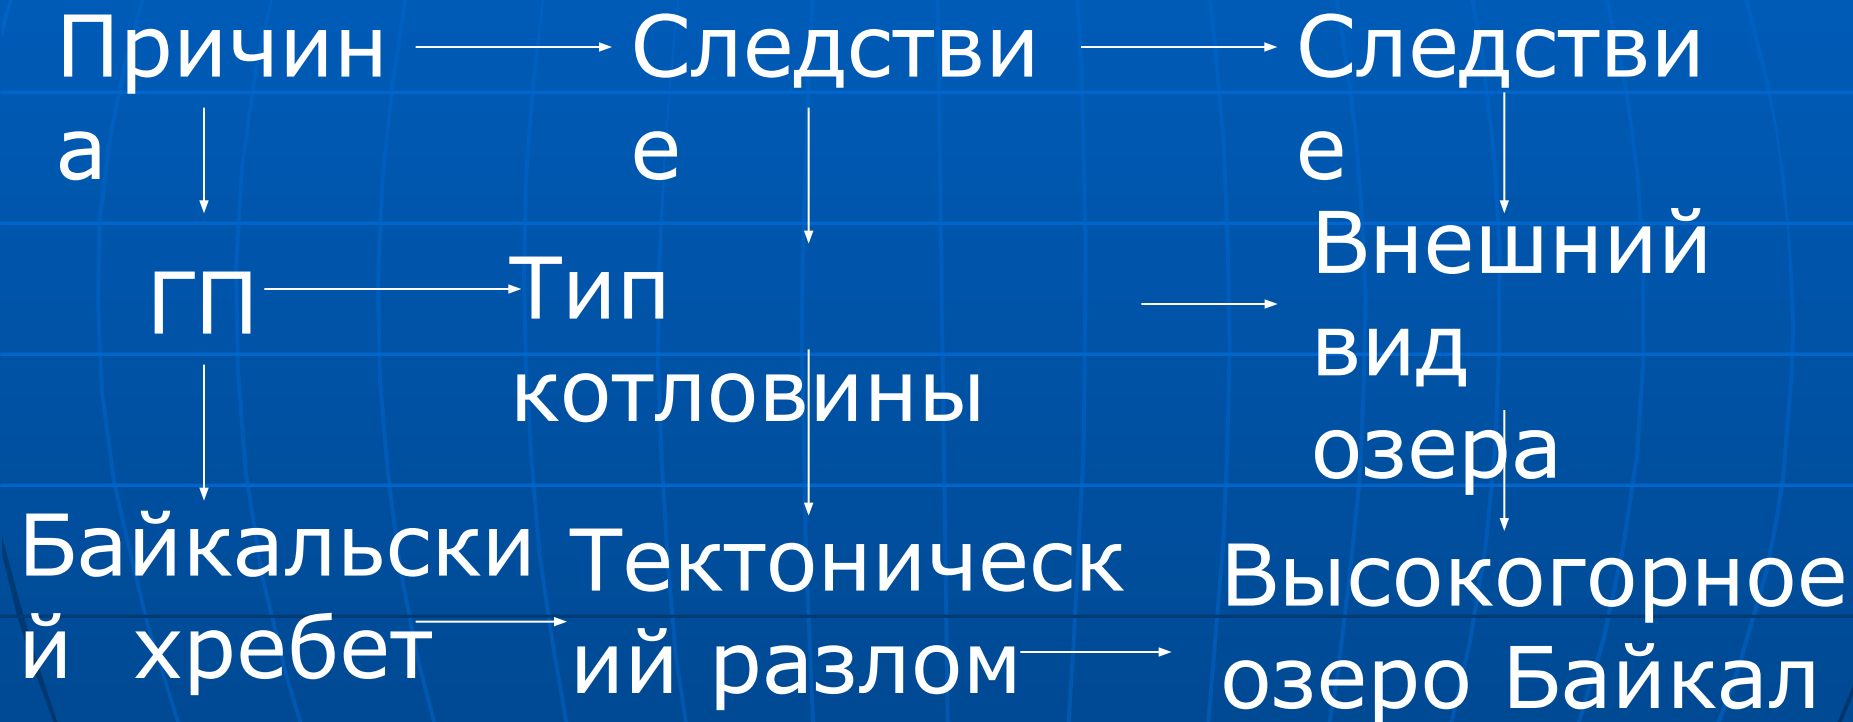 Причин
а
Следстви
е
Следстви
е
ГП
Тип
котловины
Внешний
вид
озера
Байкальски
й хребет
Тектоническ
ий разлом
Высокогорное
озеро Байкал